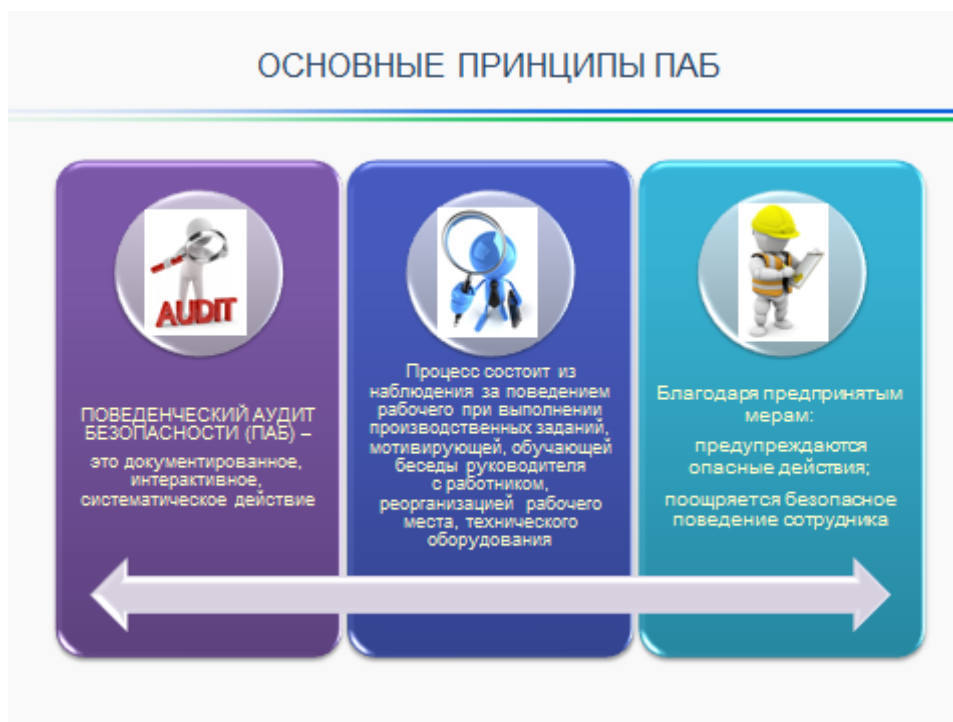 ОСНОВНЫЕ ПРИНЦИПЫ ПАБ
AUDIT
ПОВЕДЕНЧЕСКИЙ АУДИТ
БЕЗОПАСНОСТИ (ПАБ) –
это документированное,
интерактивное,
систематическое действие
Процесс состоит из
наблюдения за поведением
рабочего при выполнении
производственных заданий,
мотивирующей, обучающей
беседы руководителя
с работником,
реорганизацией рабочего
места, технического
оборудования
Благодаря предпринятым
мерам:
предупреждаются
опасные действия;
поощряется безопасное
поведение сотрудника